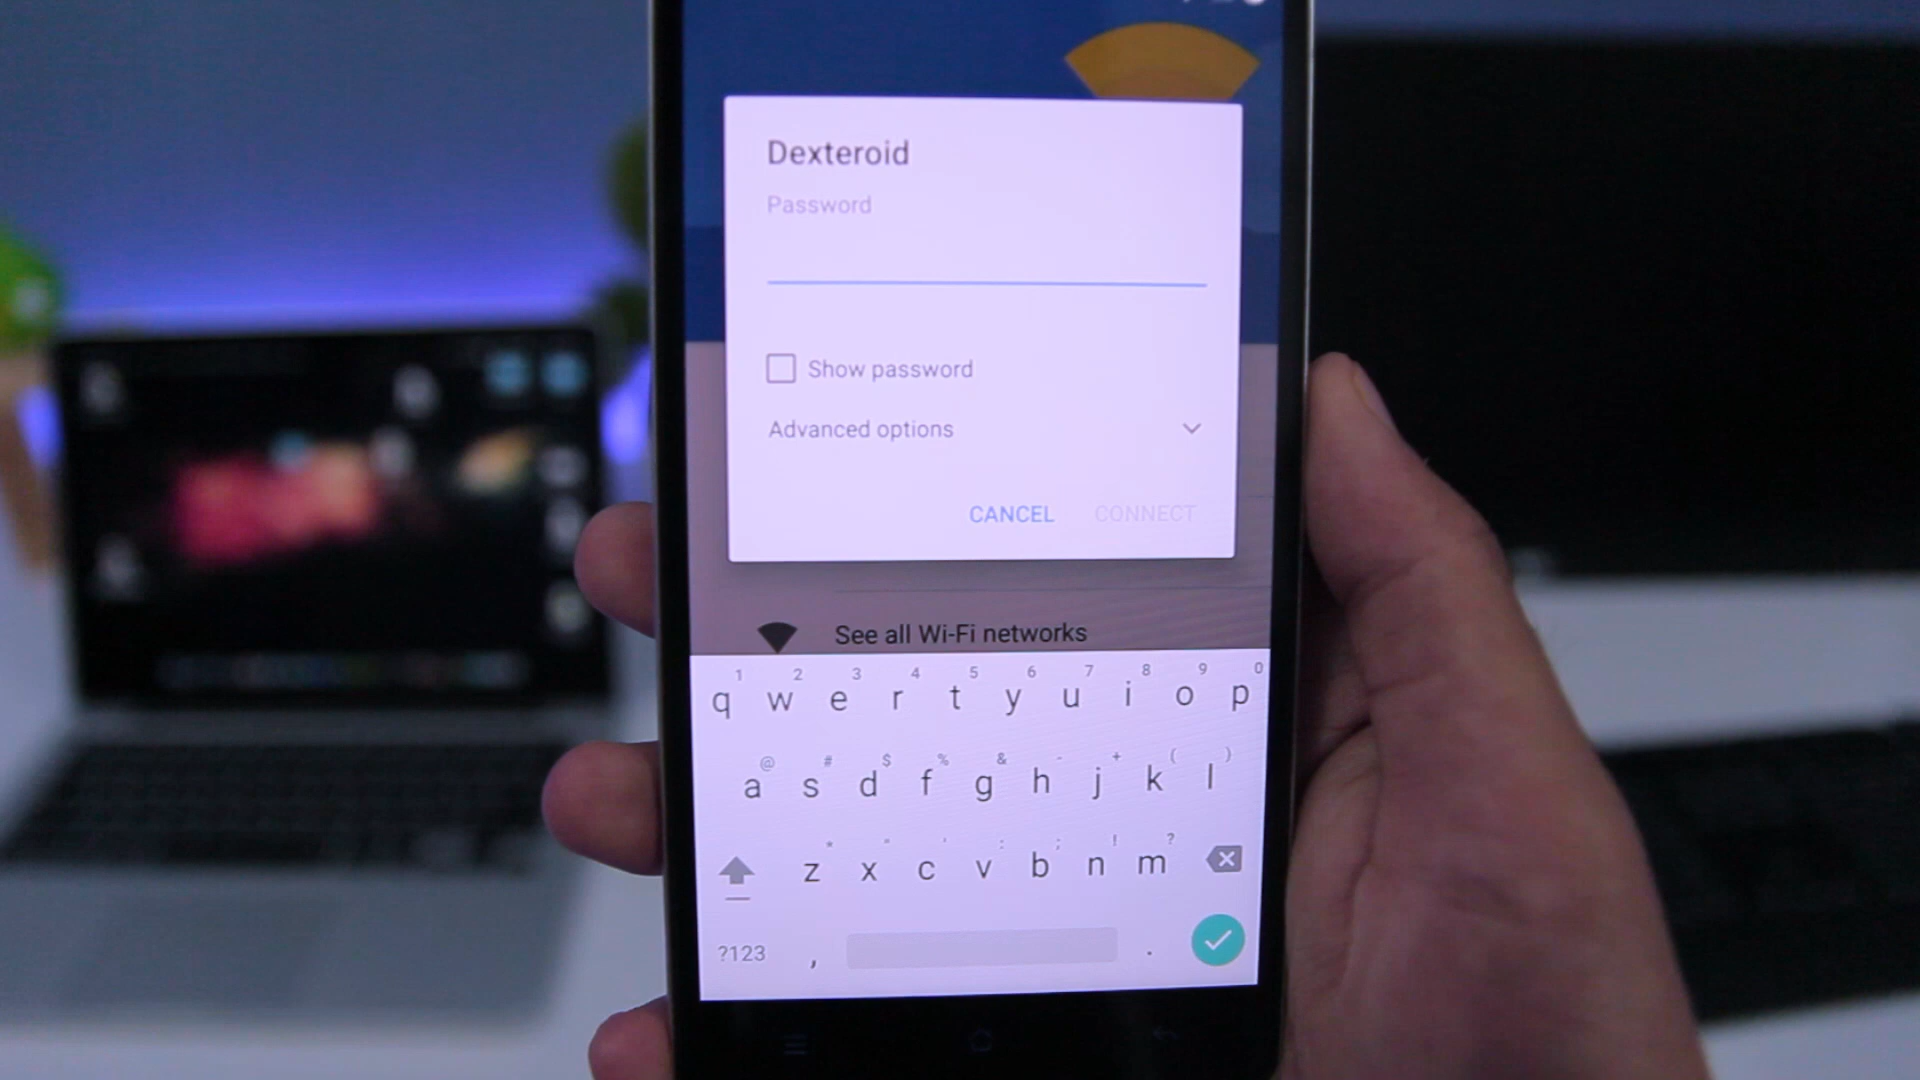 Dexteroid
Password
Show password
Advanced options
CANCEL CONNECT
See all Wi-Fi networks
1 2 3 4 5 6 7 8 9 0
q w e r t y u i o p
@ # $ % & - + ( )
a s d f g h j k l
* " ' : ; ! ?
z x c v b n m
?123 , .